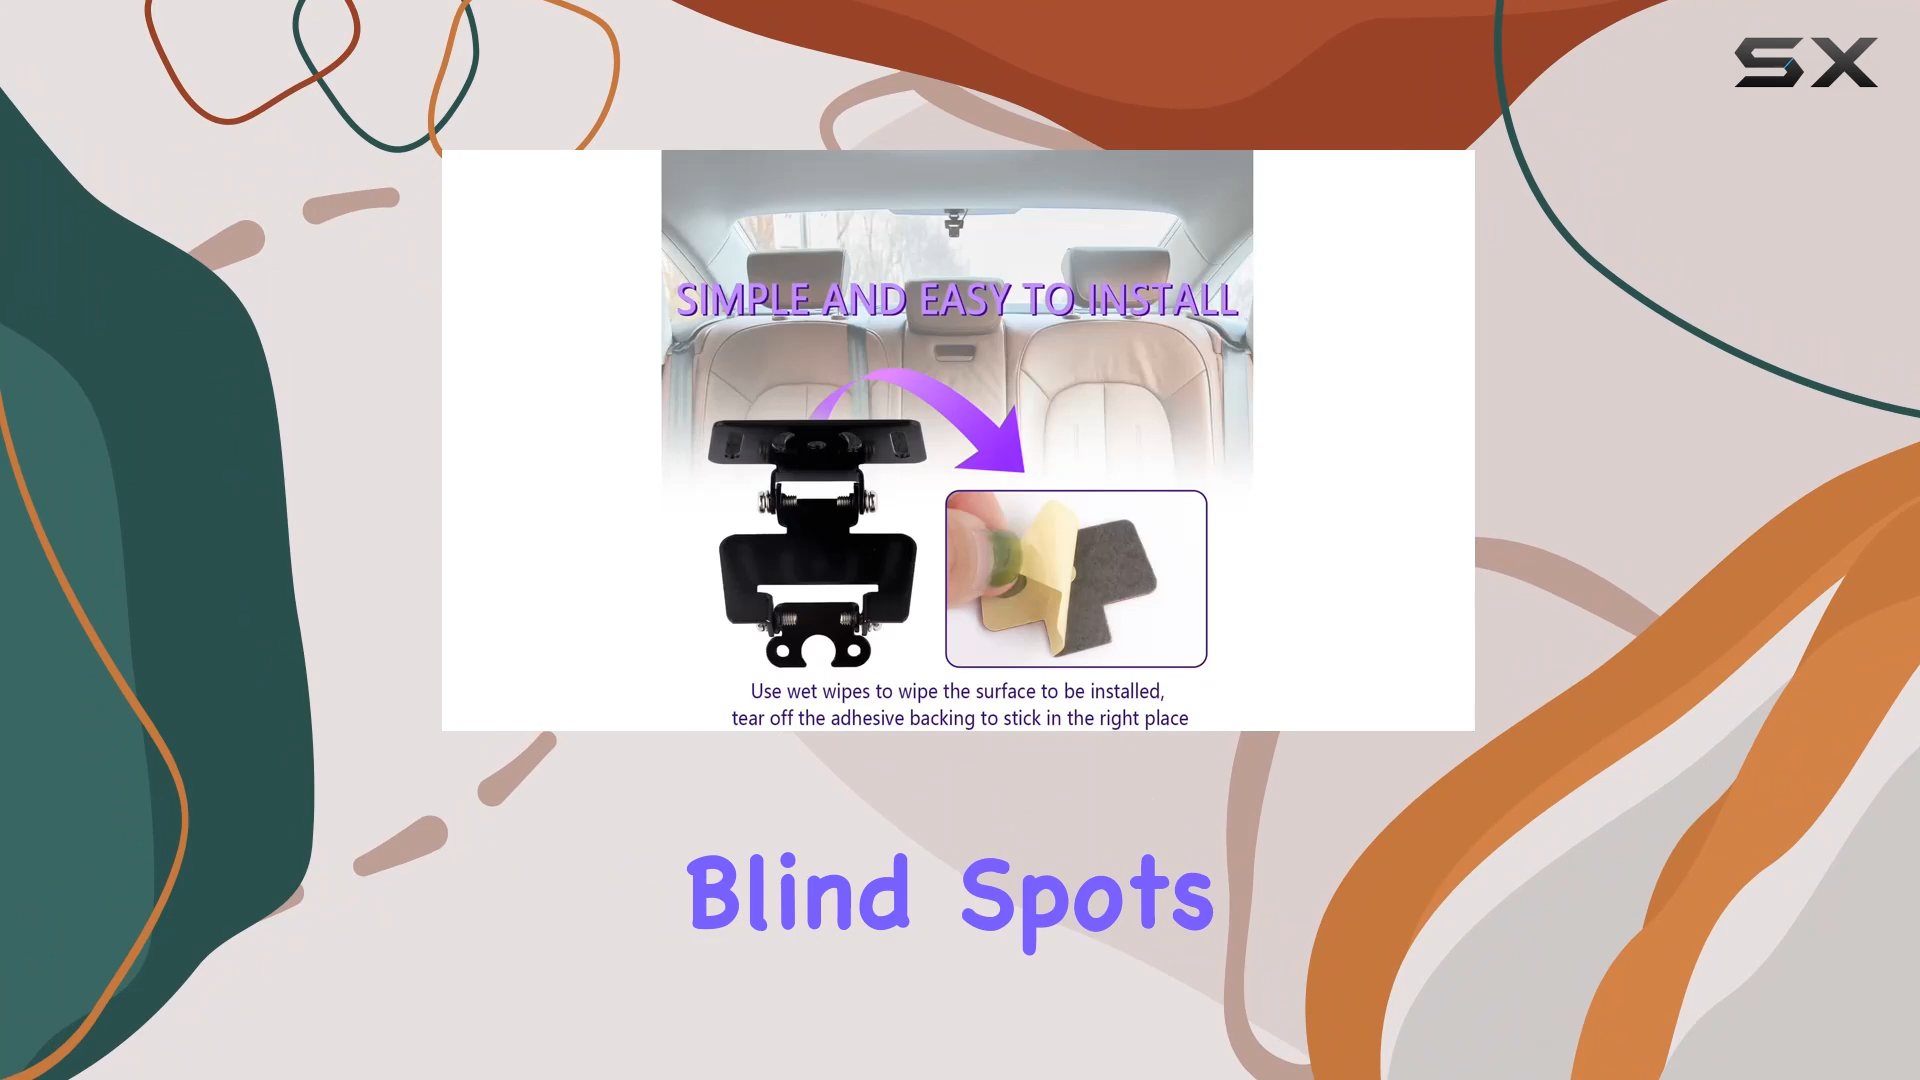 SX
SIMPLE AND EASY TO INSTALL
Use wet wipes to wipe the surface to be installed,
tear off the adhesive backing to stick in the right place
Blind Spots